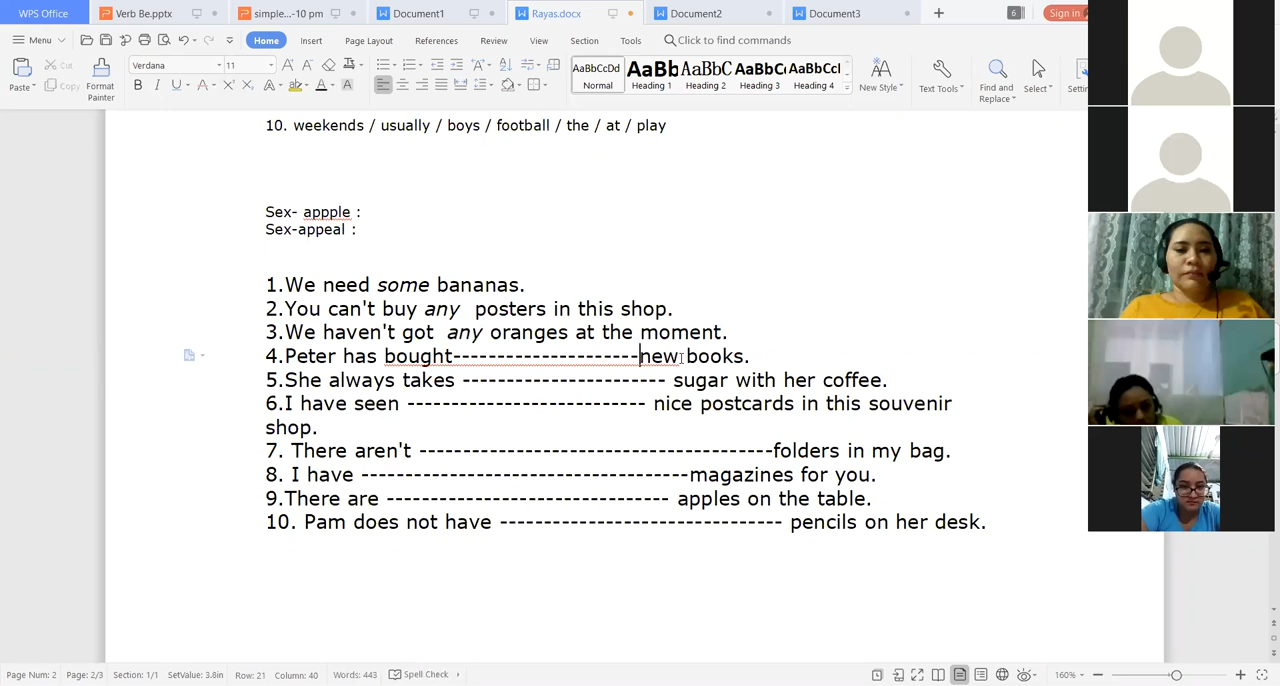 WPS Office Verb Be.pptx simple...-10 pm Document1 Rayas.docx Document2 Document3 + 6 Sign in
Menu Home Insert Page Layout References Review View Section Tools Click to find commands
Paste Cut Copy Format Painter Verdana 11 AaBbCcDd Normal AaBb Heading 1 AaBbC Heading 2 AaBbCc Heading 3 AaBbCcl Heading 4 New Style Text Tools Find and Replace Select
10. weekends / usually / boys / football / the / at / play
Sex- appple :
Sex-appeal :
1.We need some bananas.
2.You can't buy any posters in this shop.
3.We haven't got any oranges at the moment.
4.Peter has bought---------------------new books.
5.She always takes ----------------------- sugar with her coffee.
6.I have seen --------------------------- nice postcards in this souvenir
shop.
7. There aren't ----------------------------------------folders in my bag.
8. I have -------------------------------------magazines for you.
9.There are -------------------------------- apples on the table.
10. Pam does not have -------------------------------- pencils on her desk.
Page Num: 2 Page: 2/3 Section: 1/1 SetValue: 3.8in Row: 21 Column: 40 Words: 443 Spell Check 160%